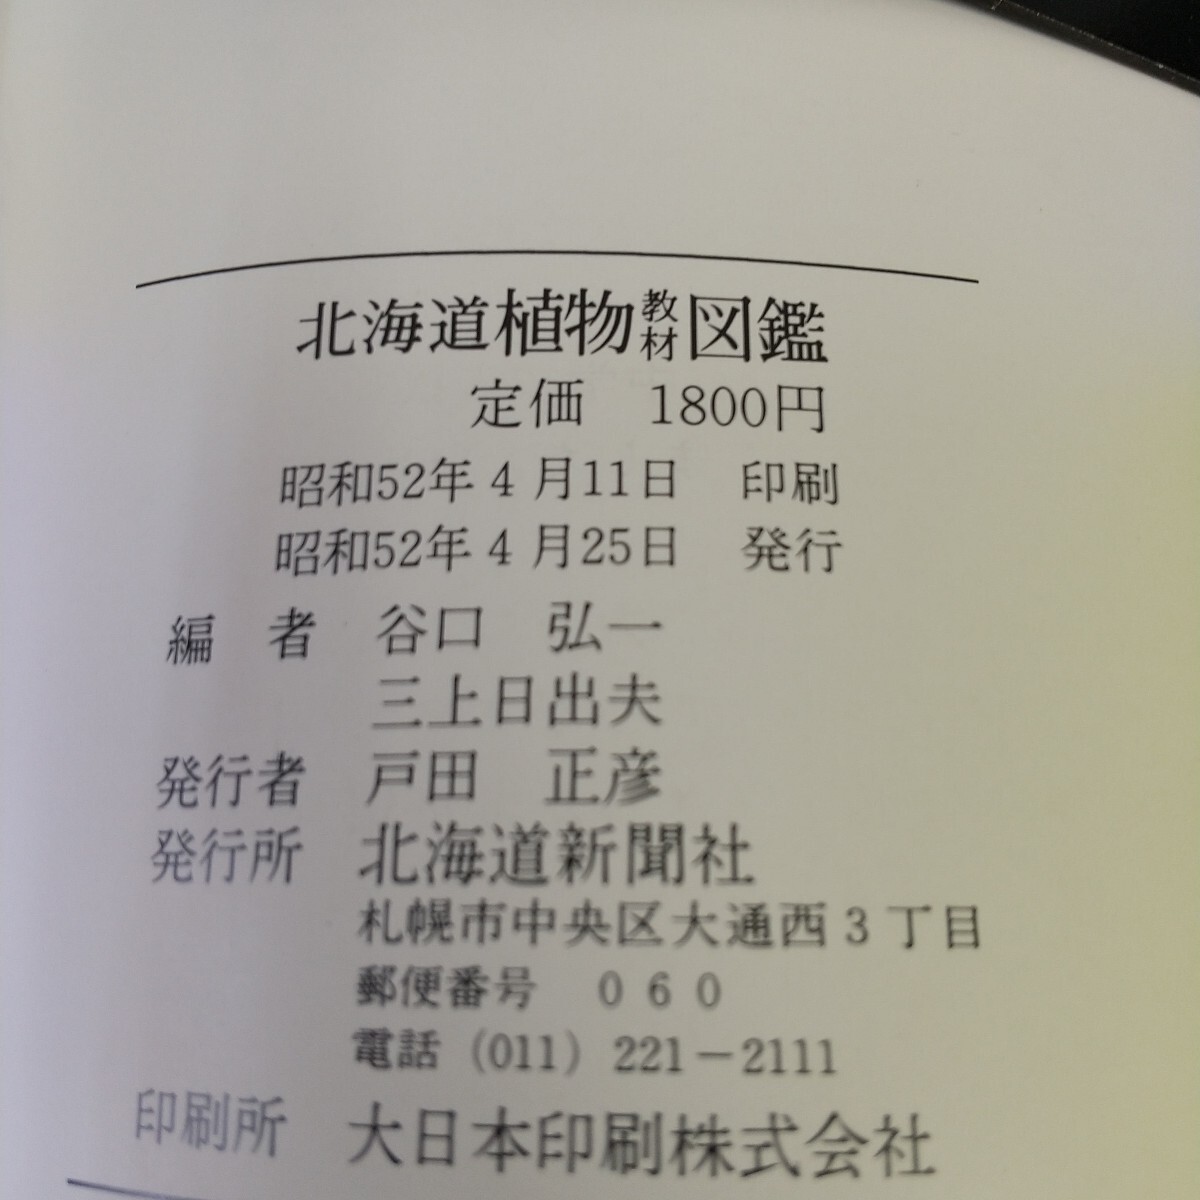 北海道植物教材図鑑
定価 1800円
昭和52年4月11日 印刷
昭和52年4月25日 発行
編者 谷口 弘一
三上日出夫
発行者 戸田 正彦
発行所 北海道新聞社
札幌市中央区大通西3丁目
郵便番号 060
電話 (011) 221-2111
印刷所 大日本印刷株式会社